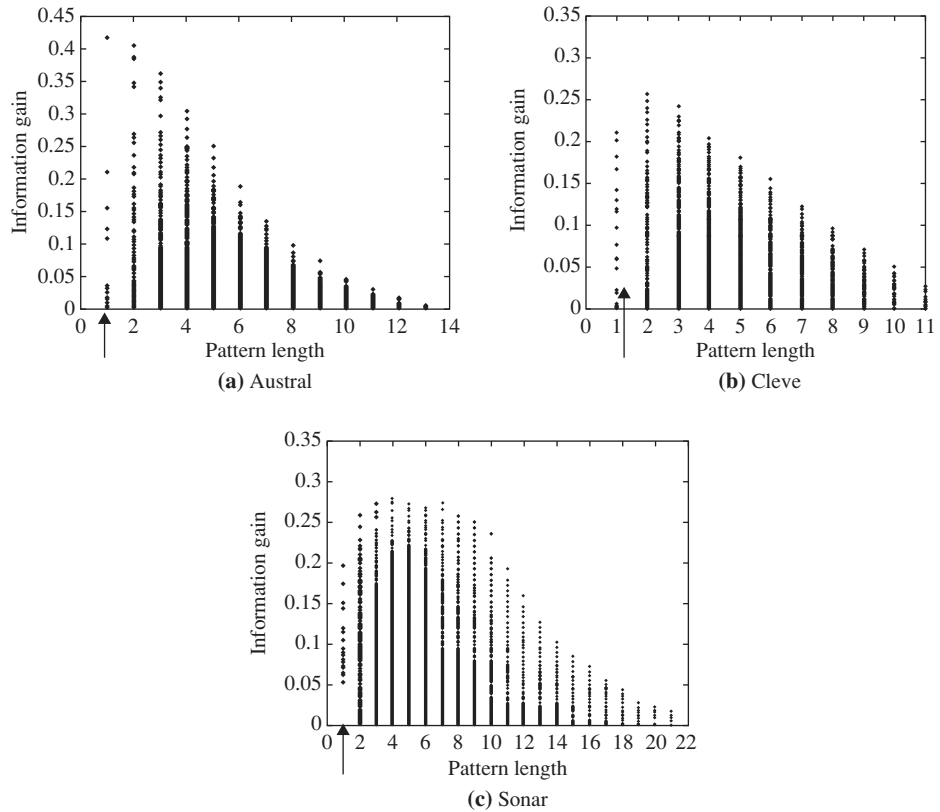 0.45
0.4
0.35
0.3
0.25
0.2
0.15
0.1
0.05
0
Information gain
0 2 4 6 8 10 12 14
Pattern length
(a) Austral
0.35
0.3
0.25
0.2
0.15
0.1
0.05
0
Information gain
0 1 2 3 4 5 6 7 8 9 10 11
Pattern length
(b) Cleve
0.35
0.3
0.25
0.2
0.15
0.1
0.05
0
Information gain
0 2 4 6 8 10 12 14 16 18 20 22
Pattern length
(c) Sonar